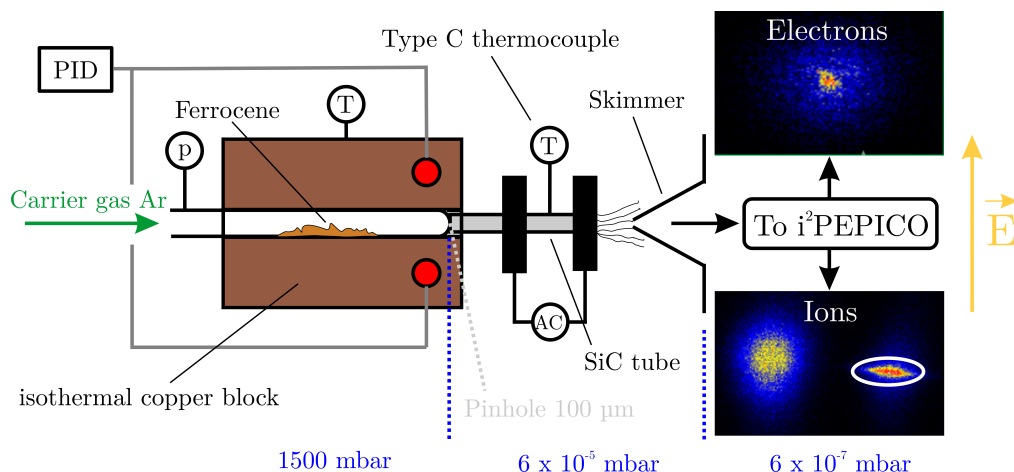 Electrons
Type C thermocouple
PID
Skimmer
Ferrocene
T
p
T
Carrier gas Ar
To i²PEPICO
E
Ions
AC
SiC tube
isothermal copper block
Pinhole 100 µm
1500 mbar
6 x 10⁻⁵ mbar
6 x 10⁻⁷ mbar